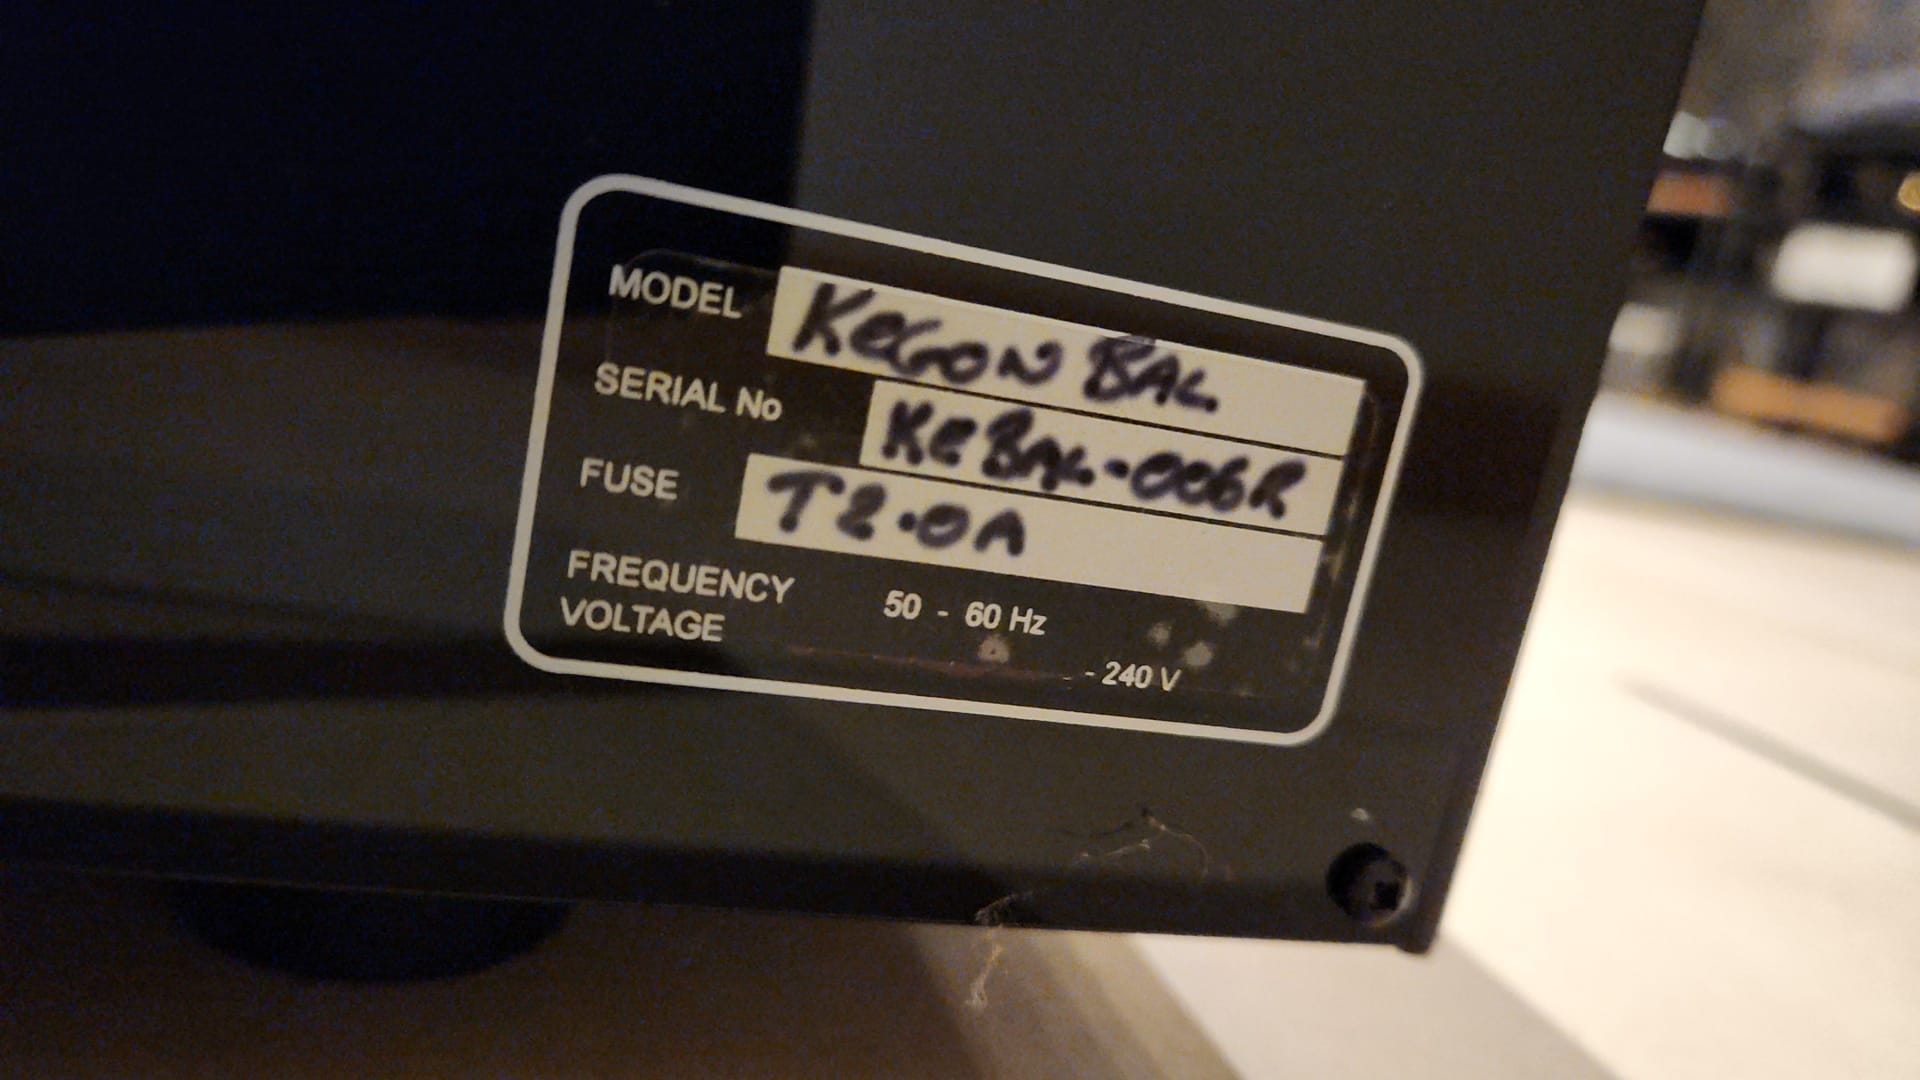 MODEL KeGON BAL
SERIAL No KeBAL-006R
FUSE T2.0A
FREQUENCY 50 - 60 Hz
VOLTAGE - 240 V